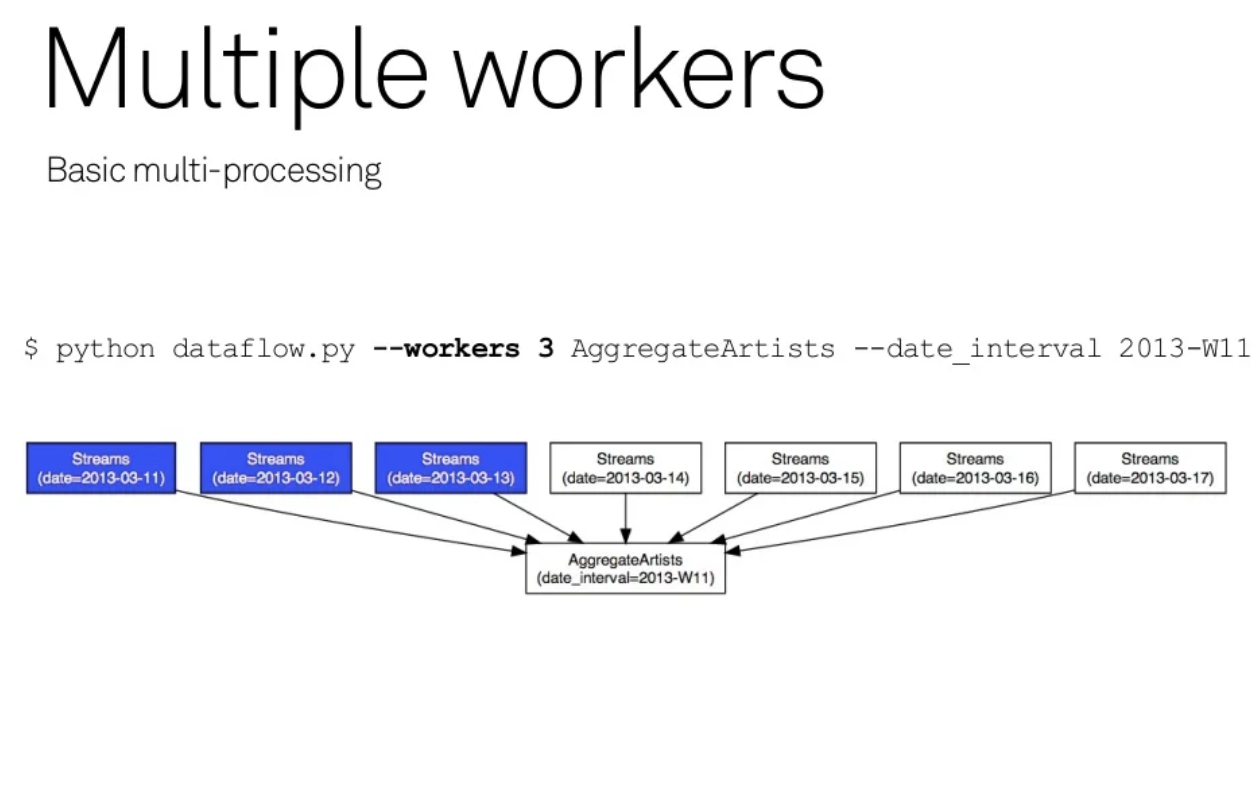 Multiple workers
Basic multi-processing
$ python dataflow.py --workers 3 AggregateArtists --date_interval 2013-W11
Streams
(date=2013-03-11)
Streams
(date=2013-03-12)
Streams
(date=2013-03-13)
Streams
(date=2013-03-14)
Streams
(date=2013-03-15)
Streams
(date=2013-03-16)
Streams
(date=2013-03-17)
AggregateArtists
(date_interval=2013-W11)